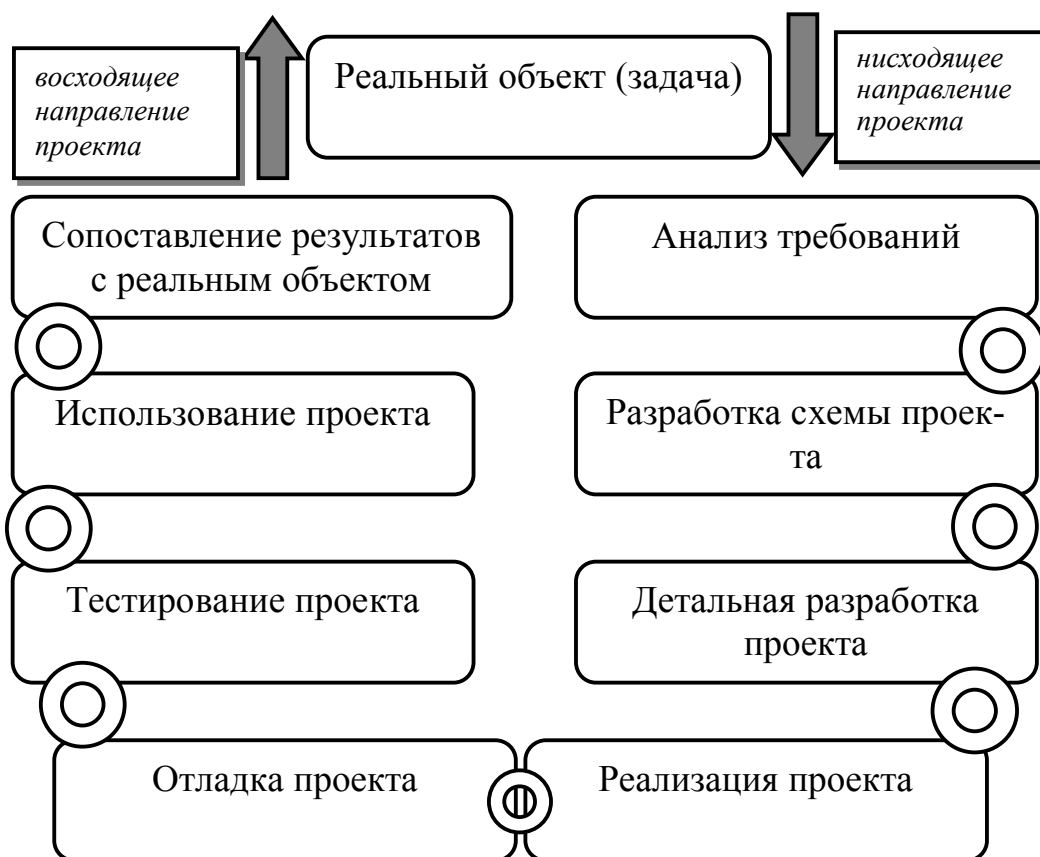 восходящее
направление
проекта
Реальный объект (задача)
нисходящее
направление
проекта
Сопоставление результатов
с реальным объектом
Анализ требований
Использование проекта
Разработка схемы проек-
та
Тестирование проекта
Детальная разработка
проекта
Отладка проекта
Реализация проекта